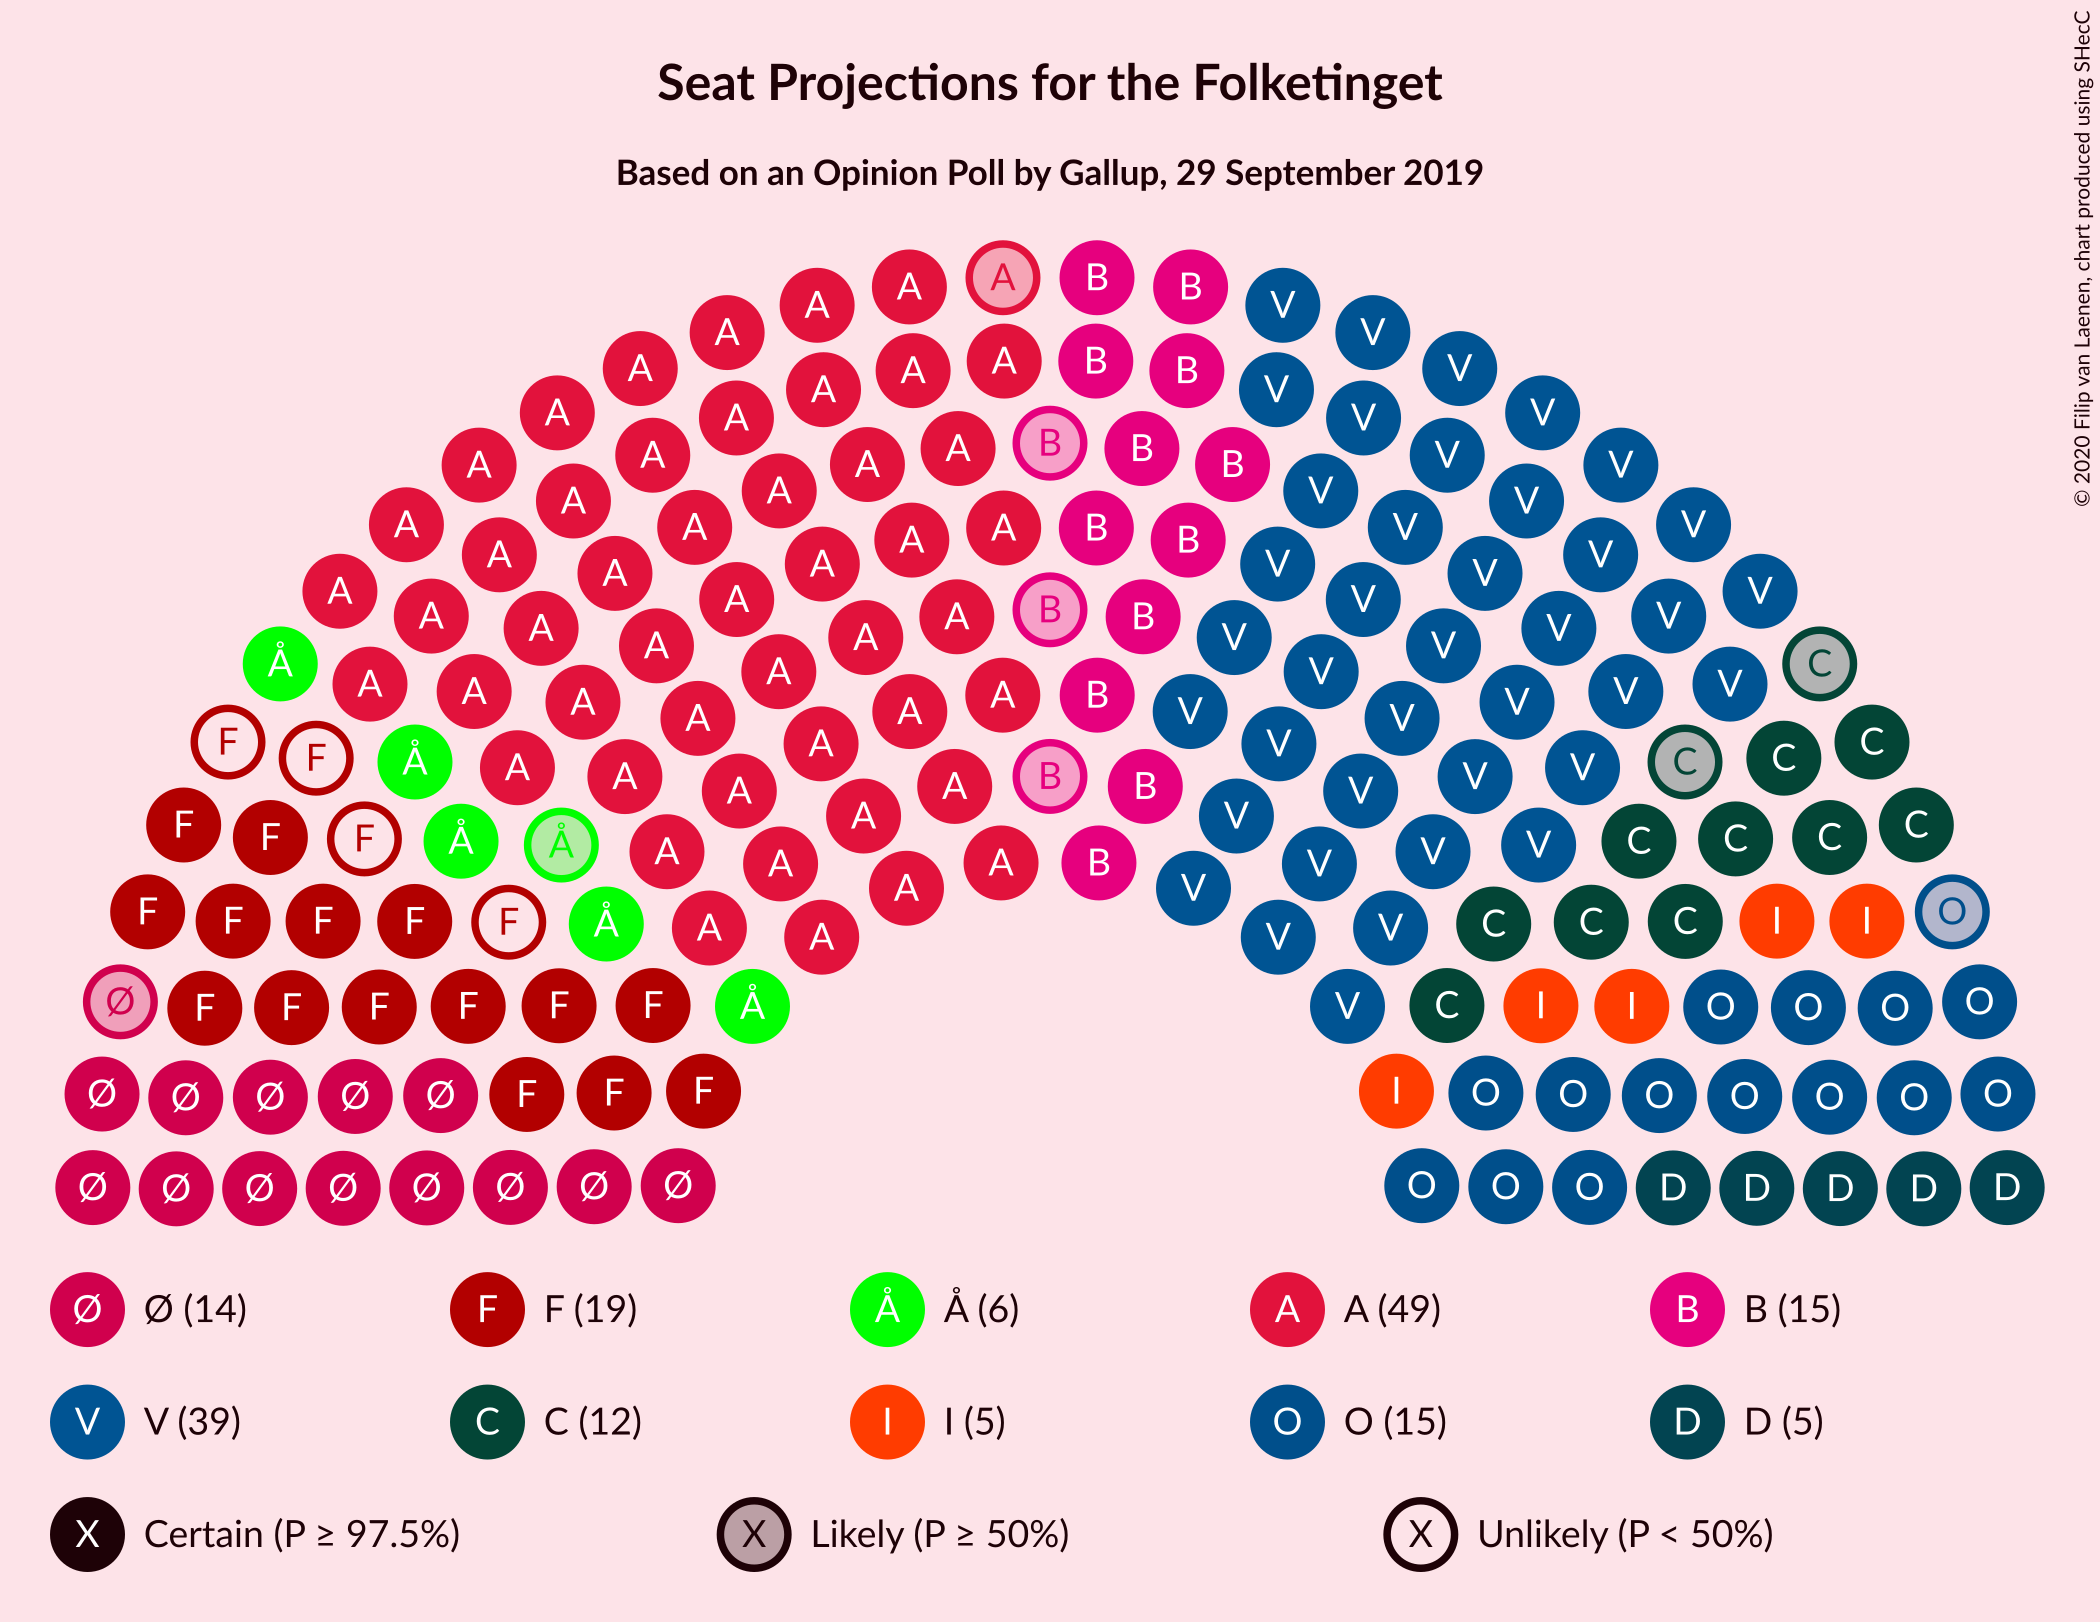 Seat Projections for the Folketinget
Based on an Opinion Poll by Gallup, 29 September 2019
© 2020 Filip van Laenen, chart produced using SHecC
A A A B B V
A V
A A A A B B V V
A A V V
A A A A B B B V V
A A V V
A A A A B B V V
A A A V V V
A A A A B B V V V
A A A V V V
Å A A A A A B V V V V C
A A V V
F F Å A A V V C C C
A A A B B V V
F F F Å Å A A A A B V V V V C C C C
F F F F F Å A A A V V V C C C I I O
Ø F F F F F F Å V C I I O O O O
Ø Ø Ø Ø Ø F F F I O O O O O O O
Ø Ø Ø Ø Ø Ø Ø Ø O O O D D D D D
Ø Ø (14) F F (19) Å Å (6) A A (49) B B (15)
V V (39) C C (12) I I (5) O O (15) D D (5)
X Certain (P ≥ 97.5%) X Likely (P ≥ 50%) X Unlikely (P < 50%)